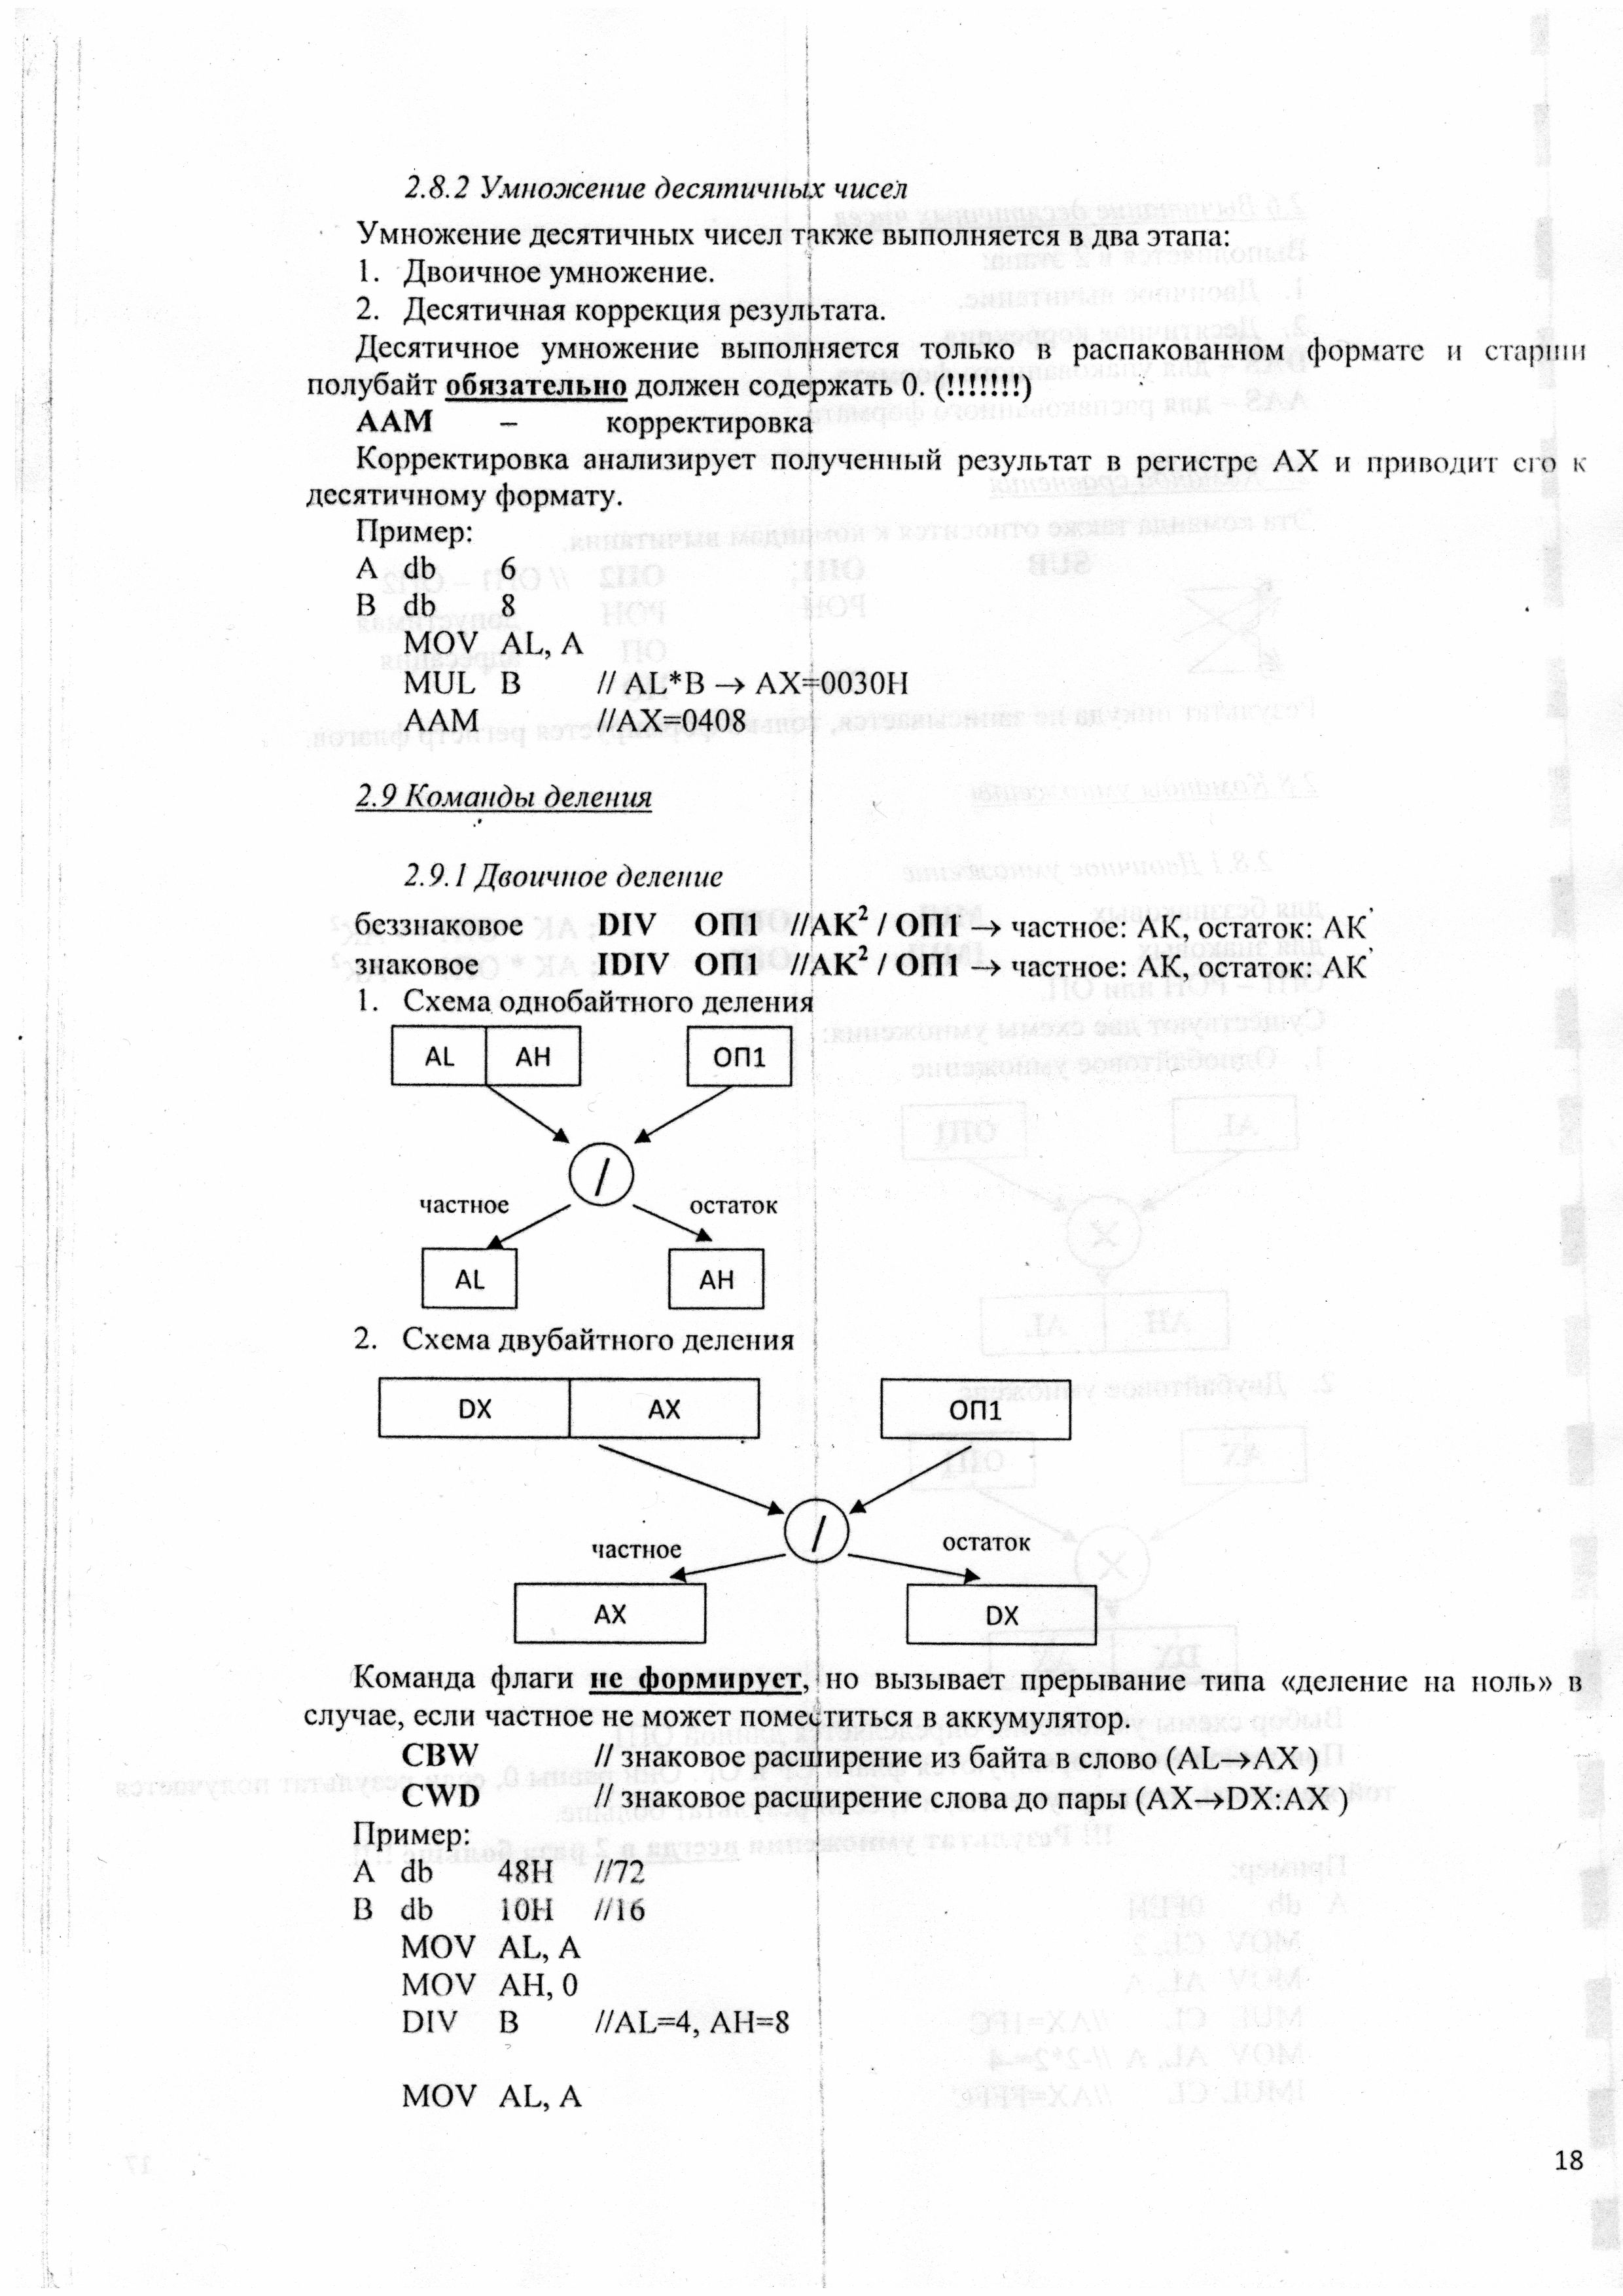 2.8.2 Умножение десятичных чисел
Умножение десятичных чисел также выполняется в два этапа:
1. Двоичное умножение.
2. Десятичная коррекция результата.
Десятичное умножение выполняется только в распакованном формате и старши
полубайт обязательно должен содержать 0. (!!!!!!!)
AAM – корректировка
Корректировка анализирует полученный результат в регистре AX и приводит его к
десятичному формату.
Пример:
A db 6
B db 8
MOV AL, A
MUL B // AL*B → AX=0030H
AAM //AX=0408
2.9 Команды деления
2.9.1 Двоичное деление
беззнаковое DIV ОП1 //AK² / ОП1 → частное: AK, остаток: AK'
знаковое IDIV ОП1 //AK² / ОП1 → частное: AK, остаток: AK'
1. Схема однобайтного деления
AL AH ОП1
/
частное остаток
AL AH
2. Схема двубайтного деления
DX AX ОП1
/
частное остаток
AX DX
Команда флаги не формирует, но вызывает прерывание типа «деление на ноль» в
случае, если частное не может поместиться в аккумулятор.
CBW // знаковое расширение из байта в слово (AL→AX )
CWD // знаковое расширение слова до пары (AX→DX:AX )
Пример:
A db 48H //72
B db 10H //16
MOV AL, A
MOV AH, 0
DIV B //AL=4, AH=8
MOV AL, A
18